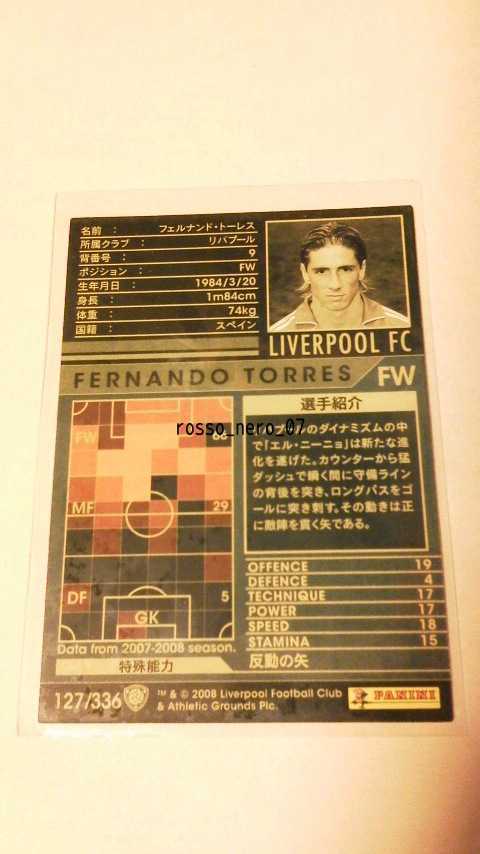 名前 : フェルナンド・トーレス
所属クラブ : リバプール
背番号 : 9
ポジション : FW
生年月日 : 1984/3/20
身長 : 1m84cm
体重 : 74kg
国籍 : スペイン
LIVERPOOL FC
FERNANDO TORRES FW
FW 66
MF 29
DF 5
GK
Data from 2007-2008 season.
特殊能力
rosso_nero_07
選手紹介
のダイナミズムの中
で「エル・ニーニョ」は新たな進
化を遂げた。カウンターから猛
ダッシュで瞬く間に守備ライン
の背後を突き、ロングパスをゴ
ールに突き刺す。その動きは正
に敵陣を貫く矢である。
OFFENCE 19
DEFENCE 4
TECHNIQUE 17
POWER 17
SPEED 18
STAMINA 15
反動の矢
127/336
™ & © 2008 Liverpool Football Club
& Athletic Grounds Plc.
PANINI